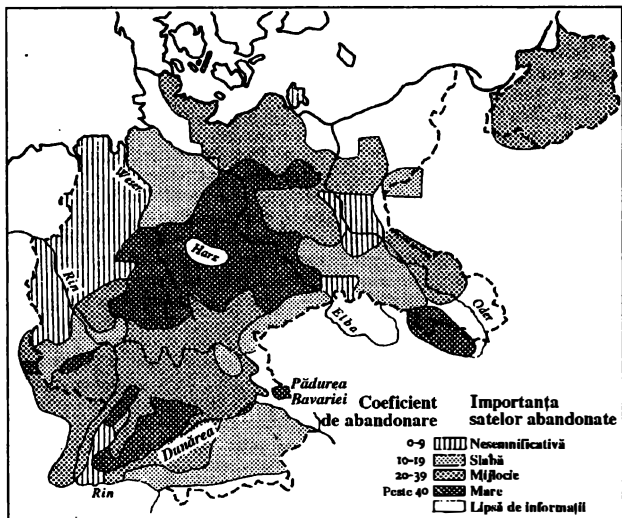 Weser
Harz
Rin
Elba
Oder
Pădurea
Bavariei
Dunărea
Rin
Coeficient
de abandonare
Importanța
satelor abandonate
0-9 Nesemnificativă
10-19 Slabă
20-39 Mijlocie
Peste 40 Mare
Lipsă de informații